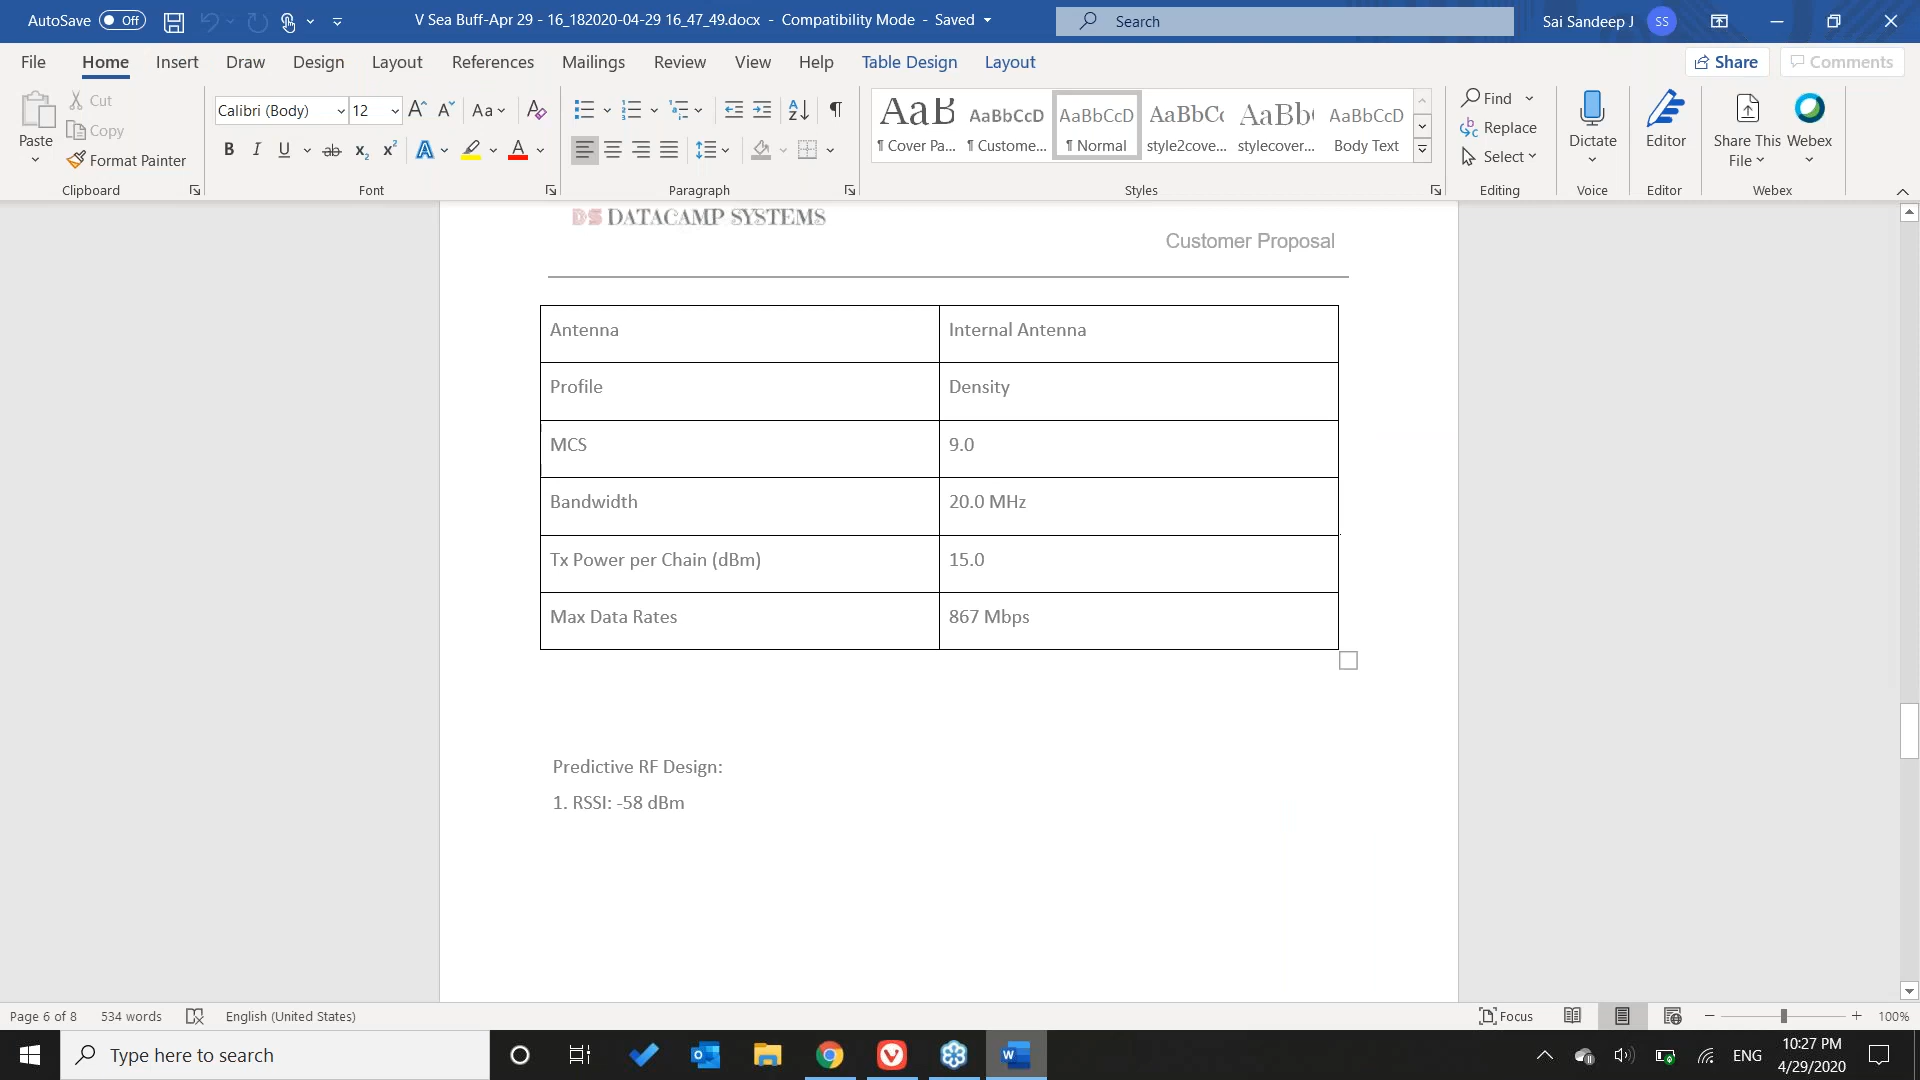 AutoSave Off V Sea Buff-Apr 29 - 16_182020-04-29 16_47_49.docx - Compatibility Mode - Saved Search Sai Sandeep J SS
File Home Insert Draw Design Layout References Mailings Review View Help Table Design Layout Share Comments
Cut
Copy
Format Painter
Paste
Clipboard
Calibri (Body) 12 Aa
B I U ab x2 x2 A A
Font
Paragraph
AaB AaBbCcD AaBbCcD AaBbCc AaBb AaBbCcD
¶ Cover Pa... ¶ Custome... ¶ Normal style2cove... stylecover... Body Text
Styles
Find
Replace
Select
Editing
Dictate
Voice
Editor
Editor
Share This File
Webex
Webex
DS DATACAMP SYSTEMS
Customer Proposal
Antenna Internal Antenna
Profile Density
MCS 9.0
Bandwidth 20.0 MHz
Tx Power per Chain (dBm) 15.0
Max Data Rates 867 Mbps
Predictive RF Design:
1. RSSI: -58 dBm
Page 6 of 8 534 words English (United States) Focus 100%
Type here to search ENG 10:27 PM
4/29/2020